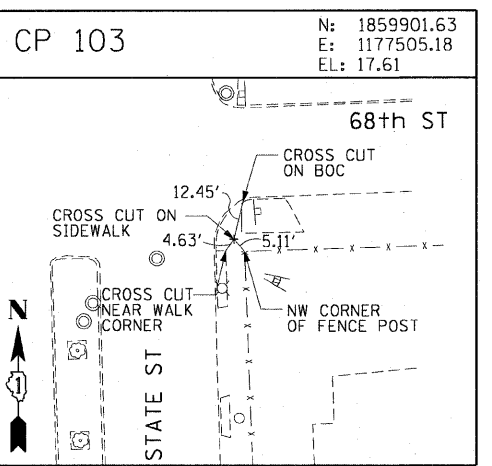 CP 103
N: 1859901.63
E: 1177505.18
EL: 17.61
68th ST
CROSS CUT
ON BOC
12.45'
CROSS CUT ON
SIDEWALK
4.63'
5.11'
CROSS CUT
NEAR WALK
CORNER
NW CORNER
OF FENCE POST
N
1
STATE ST